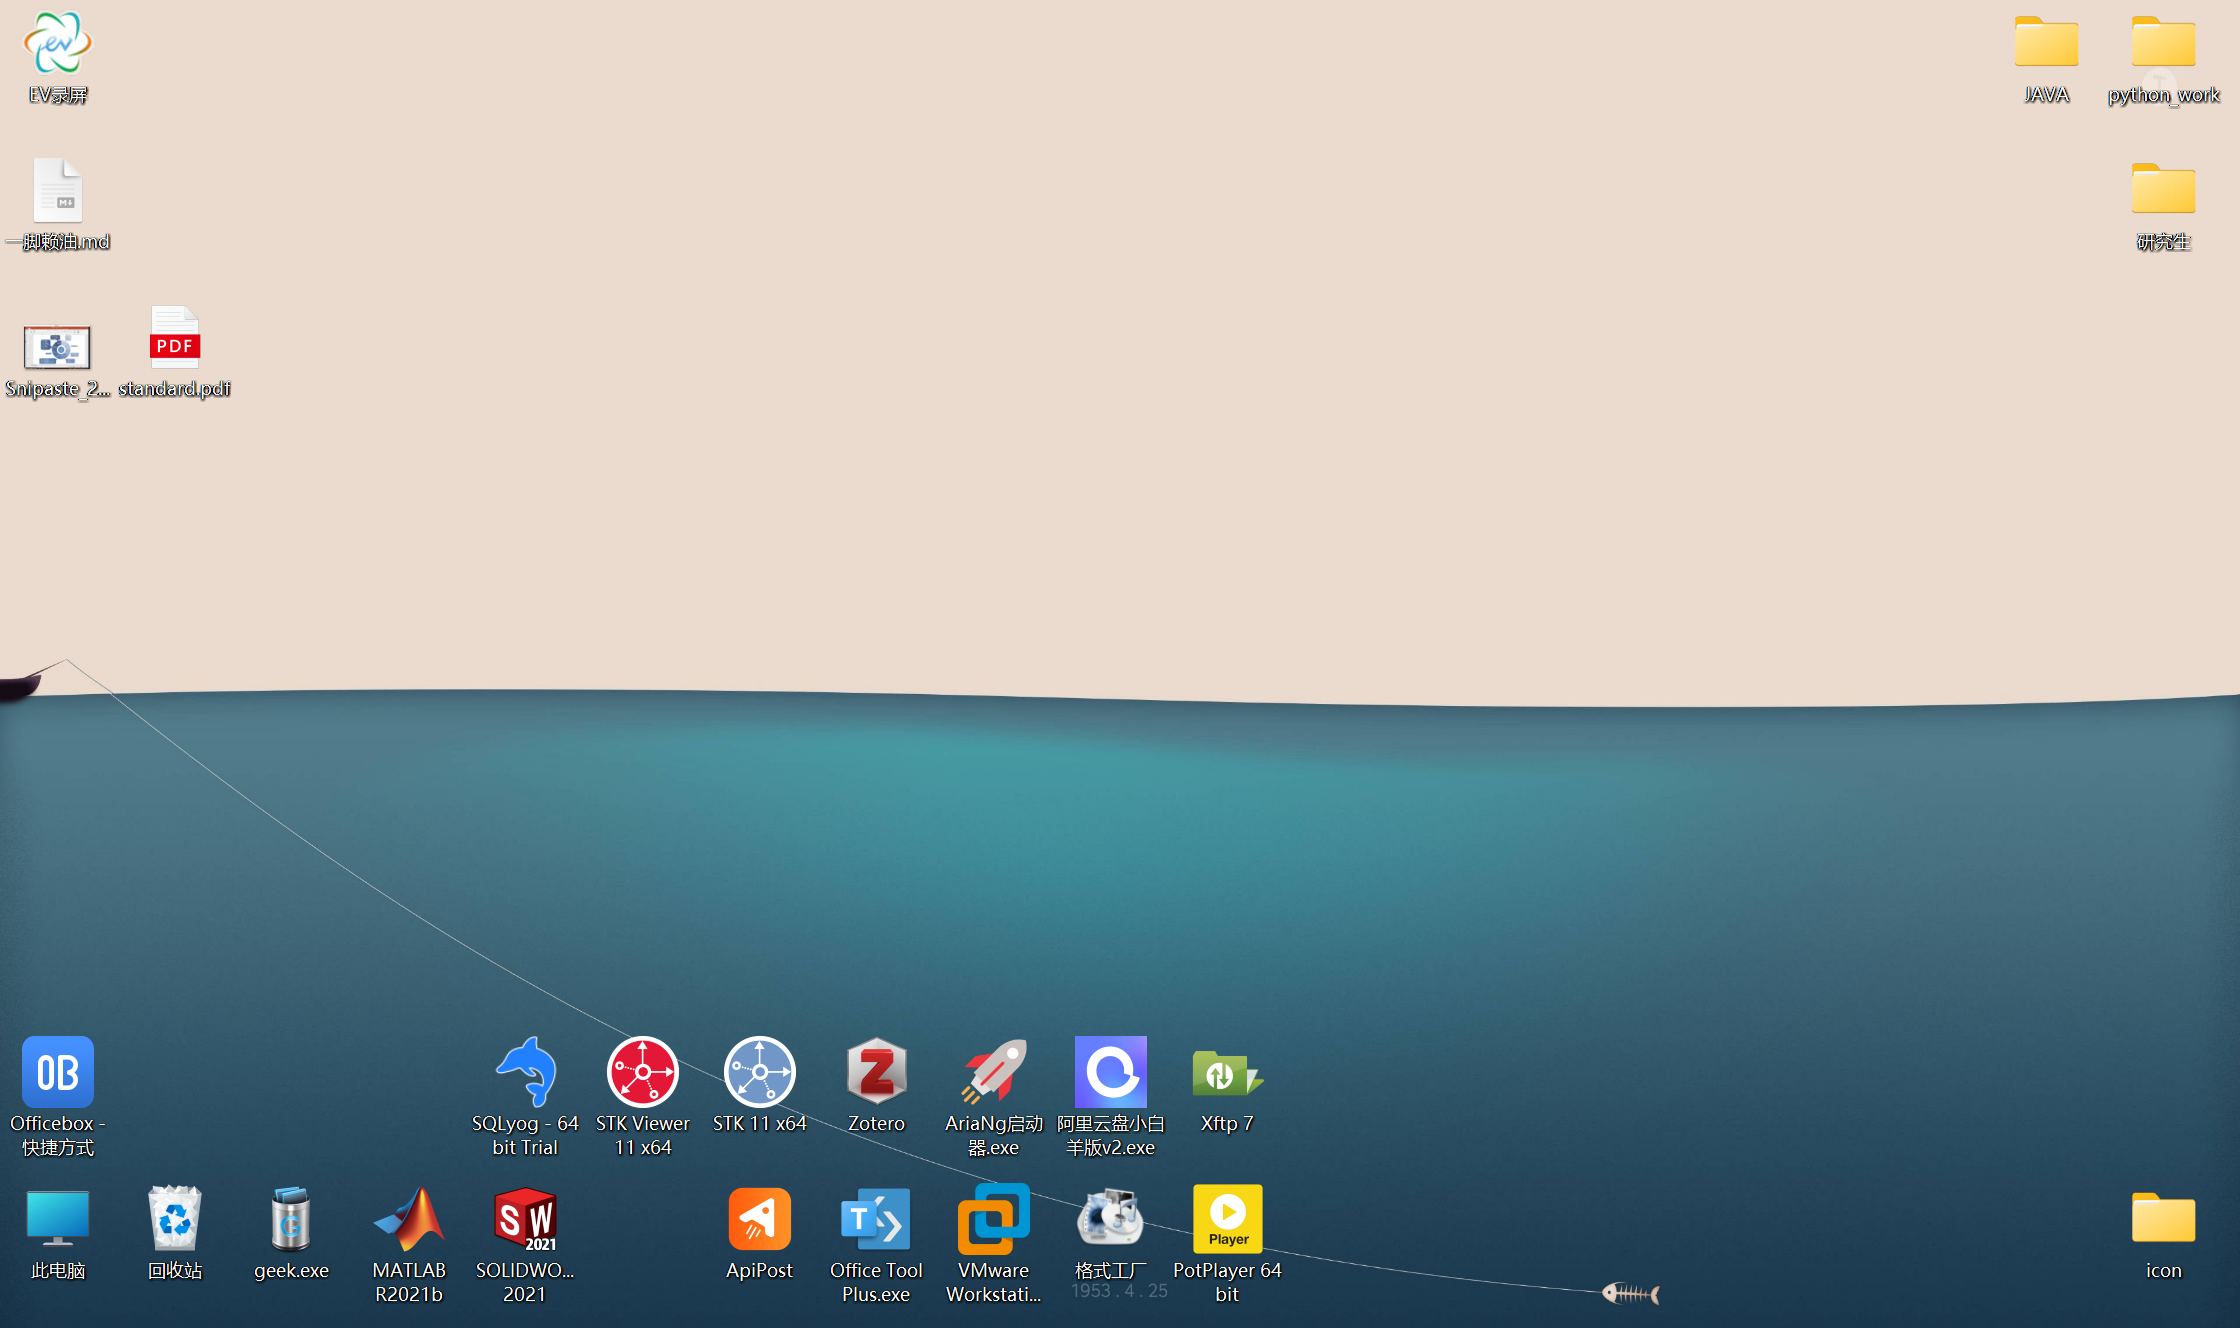 EV录屏
JAVA
python_work
一脚赖油.md
研究生
Snipaste_2...
PDF
standard.pdf
OB
Officebox -
快捷方式
SQLyog - 64
bit Trial
STK Viewer
11 x64
STK 11 x64
Zotero
AriaNg启动
器.exe
阿里云盘小白
羊版v2.exe
Xftp 7
此电脑
回收站
geek.exe
MATLAB
R2021b
SW
2021
SOLIDWO...
2021
ApiPost
Office Tool
Plus.exe
VMware
Workstati...
格式工厂
1953.4.25
Player
PotPlayer 64
bit
icon